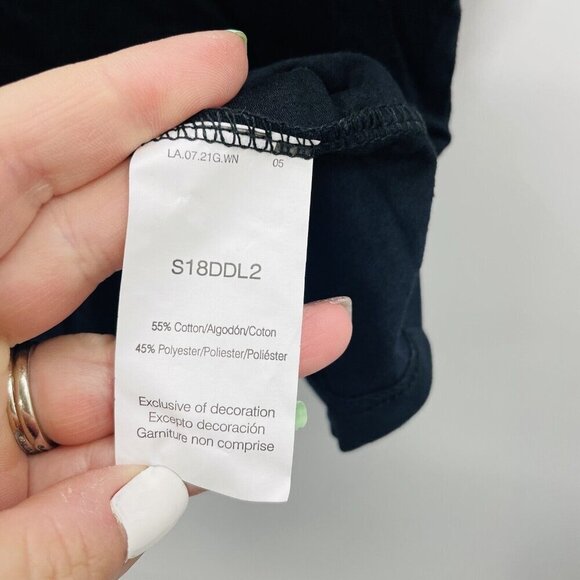 LA.07.21G.WN 05
S18DDL2
55% Cotton/Algodón/Coton
45% Polyester/Poliester/Poliéster
Exclusive of decoration
Excepto decoración
Garniture non comprise